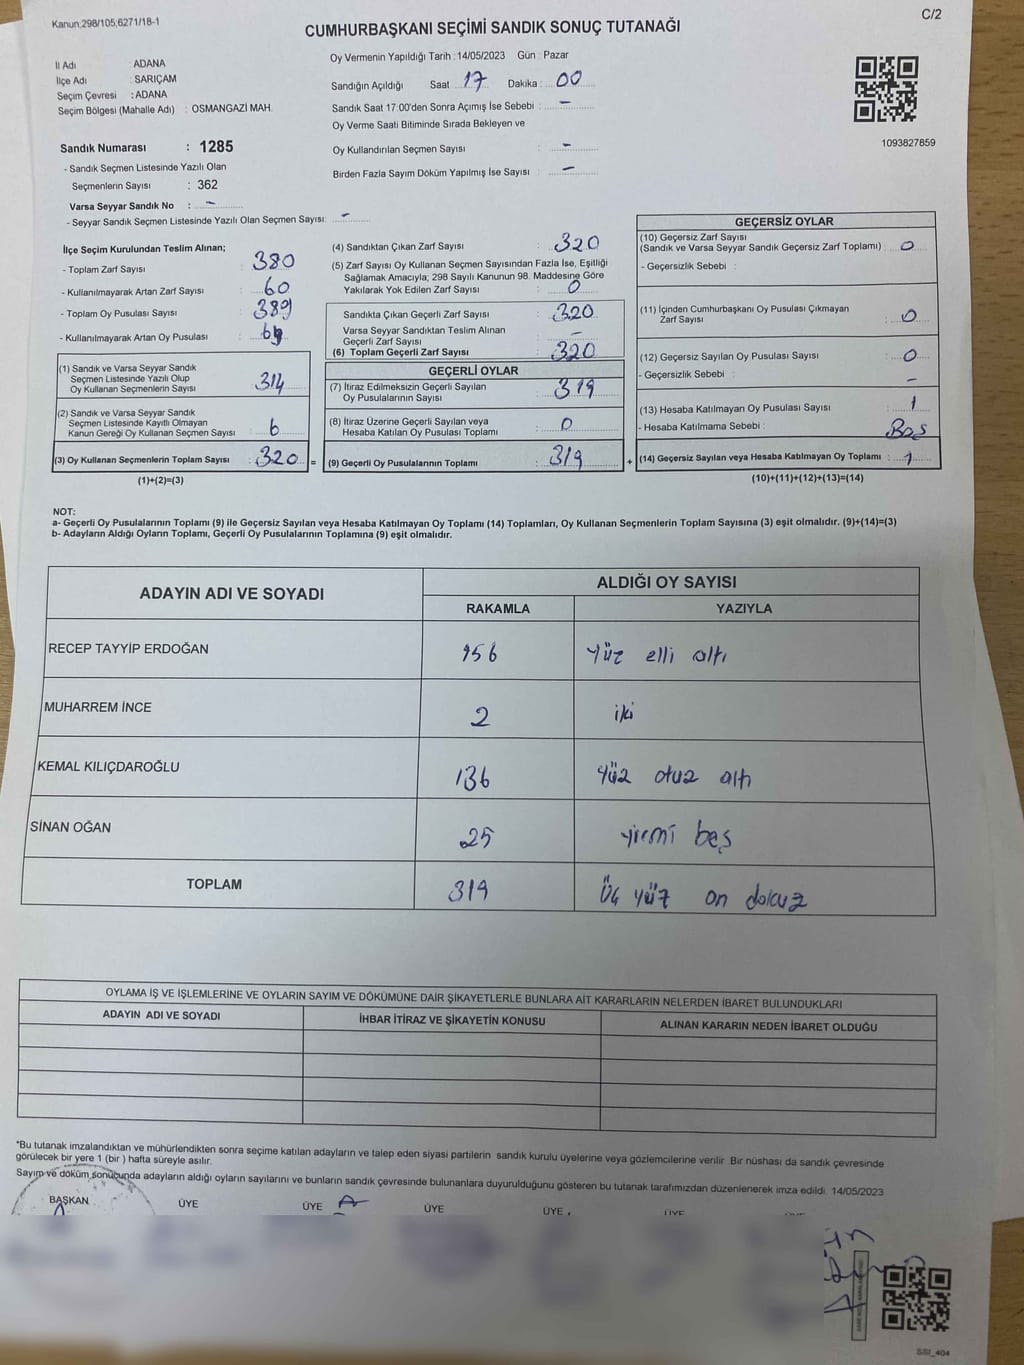 Kanun;298/105;6271/18-1
C/2
CUMHURBAŞKANI SEÇİMİ SANDIK SONUÇ TUTANAĞI
İl Adı ADANA
İlçe Adı SARIÇAM
Seçim Çevresi : ADANA
Seçim Bölgesi (Mahalle Adı) : OSMANGAZİ MAH.
Sandık Numarası : 1285
- Sandık Seçmen Listesinde Yazılı Olan
Seçmenlerin Sayısı : 362
Varsa Seyyar Sandık No : -
- Seyyar Sandık Seçmen Listesinde Yazılı Olan Seçmen Sayısı: -
Oy Vermenin Yapıldığı Tarih : 14/05/2023 Gün : Pazar
Sandığın Açıldığı Saat 17 Dakika : 00
Sandık Saat 17:00'den Sonra Açımış İse Sebebi : -
Oy Verme Saati Bitiminde Sırada Bekleyen ve
Oy Kullandırılan Seçmen Sayısı : -
Birden Fazla Sayım Döküm Yapılmış İse Sayısı : -
1093827859
İlçe Seçim Kurulundan Teslim Alınan;
- Toplam Zarf Sayısı : 380
- Kullanılmayarak Artan Zarf Sayısı : 60
- Toplam Oy Pusulası Sayısı : 389
- Kullanılmayarak Artan Oy Pusulası :
(1) Sandık ve Varsa Seyyar Sandık
Seçmen Listesinde Yazılı Olup
Oy Kullanan Seçmenlerin Sayısı : 314
(2) Sandık ve Varsa Seyyar Sandık
Seçmen Listesinde Kayıtlı Olmayan
Kanun Gereği Oy Kullanan Seçmen Sayısı : 6
(3) Oy Kullanan Seçmenlerin Toplam Sayısı : 320 =
(1)+(2)=(3)
(4) Sandıktan Çıkan Zarf Sayısı : 320
(5) Zarf Sayısı Oy Kullanan Seçmen Sayısından Fazla İse, Eşitliği
Sağlamak Amacıyla; 298 Sayılı Kanunun 98. Maddesine Göre
Yakılarak Yok Edilen Zarf Sayısı : 0
Sandıkta Çıkan Geçerli Zarf Sayısı : 320
Varsa Seyyar Sandıktan Teslim Alınan
Geçerli Zarf Sayısı : -
(6) Toplam Geçerli Zarf Sayısı : 320
GEÇERLİ OYLAR
(7) İtiraz Edilmeksizin Geçerli Sayılan
Oy Pusulalarının Sayısı : 319
(8) İtiraz Üzerine Geçerli Sayılan veya
Hesaba Katılan Oy Pusulası Toplamı : 0
(9) Geçerli Oy Pusulalarının Toplamı : 319 +
GEÇERSİZ OYLAR
(10) Geçersiz Zarf Sayısı
(Sandık ve Varsa Seyyar Sandık Geçersiz Zarf Toplamı) : 0
- Geçersizlik Sebebi :
(11) İçinden Cumhurbaşkanı Oy Pusulası Çıkmayan
Zarf Sayısı : 0
(12) Geçersiz Sayılan Oy Pusulası Sayısı : 0
- Geçersizlik Sebebi : -
(13) Hesaba Katılmayan Oy Pusulası Sayısı : 1
- Hesaba Katılmama Sebebi : Boş
(14) Geçersiz Sayılan veya Hesaba Katılmayan Oy Toplamı : 1
(10)+(11)+(12)+(13)=(14)
NOT:
a- Geçerli Oy Pusulalarının Toplamı (9) ile Geçersiz Sayılan veya Hesaba Katılmayan Oy Toplamı (14) Toplamları, Oy Kullanan Seçmenlerin Toplam Sayısına (3) eşit olmalıdır. (9)+(14)=(3)
b- Adayların Aldığı Oyların Toplamı, Geçerli Oy Pusulalarının Toplamına (9) eşit olmalıdır.
ADAYIN ADI VE SOYADI
ALDIĞI OY SAYISI
RAKAMLA YAZIYLA
RECEP TAYYİP ERDOĞAN 156 Yüz elli altı
MUHARREM İNCE 2 iki
KEMAL KILIÇDAROĞLU 136 Yüz otuz altı
SİNAN OĞAN 25 yirmi beş
TOPLAM 319 Üç yüz on dokuz
OYLAMA İŞ VE İŞLEMLERİNE VE OYLARIN SAYIM VE DÖKÜMÜNE DAİR ŞİKAYETLERLE BUNLARA AİT KARARLARIN NELERDEN İBARET BULUNDUKLARI
ADAYIN ADI VE SOYADI İHBAR İTİRAZ VE ŞİKAYETİN KONUSU ALINAN KARARIN NEDEN İBARET OLDUĞU
*Bu tutanak imzalandıktan ve mühürlendikten sonra seçime katılan adayların ve talep eden siyasi partilerin sandık kurulu üyelerine veya gözlemcilerine verilir. Bir nüshası da sandık çevresinde
görülecek bir yere 1 (bir ) hafta süreyle asılır.
Sayım ve döküm sonucunda adayların aldığı oyların sayılarını ve bunların sandık çevresinde bulunanlara duyurulduğunu gösteren bu tutanak tarafımızdan düzenlenerek imza edildi. 14/05/2023
BAŞKAN ÜYE ÜYE ÜYE ÜYE ÜYE
SSI_404